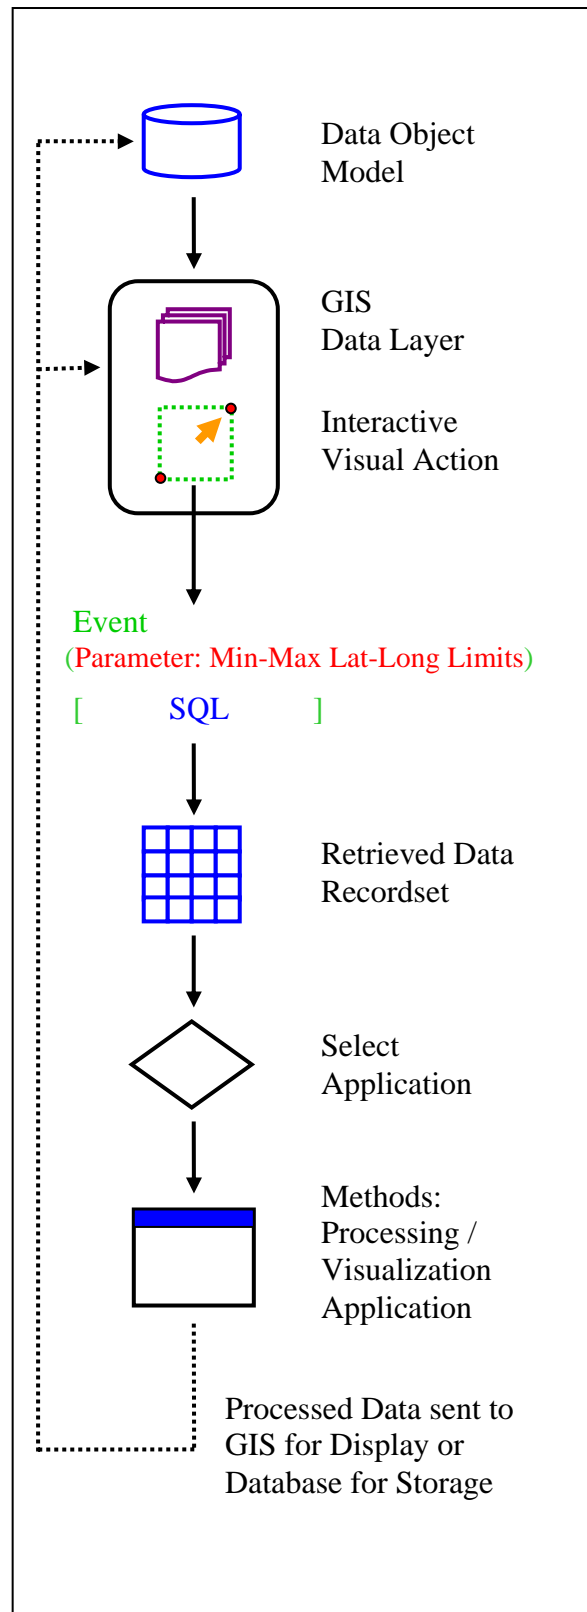 Data Object
Model
GIS
Data Layer
Interactive
Visual Action
Event
(Parameter: Min-Max Lat-Long Limits)
[ SQL ]
Retrieved Data
Recordset
Select
Application
Methods:
Processing /
Visualization
Application
Processed Data sent to
GIS for Display or
Database for Storage